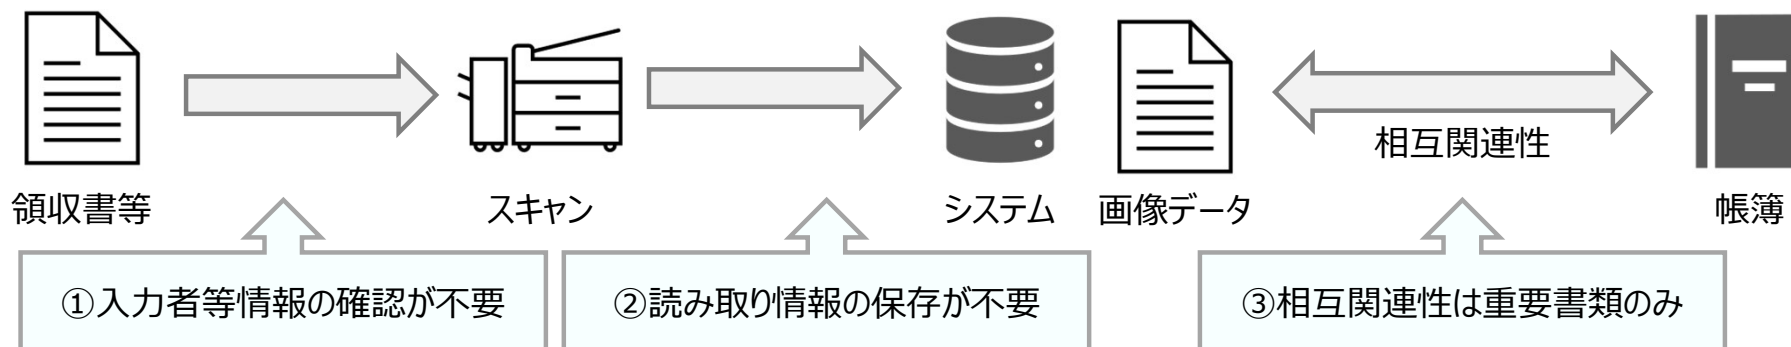 相互関連性
領収書等
スキャン
システム
画像データ
帳簿
①入力者等情報の確認が不要
②読み取り情報の保存が不要
③相互関連性は重要書類のみ